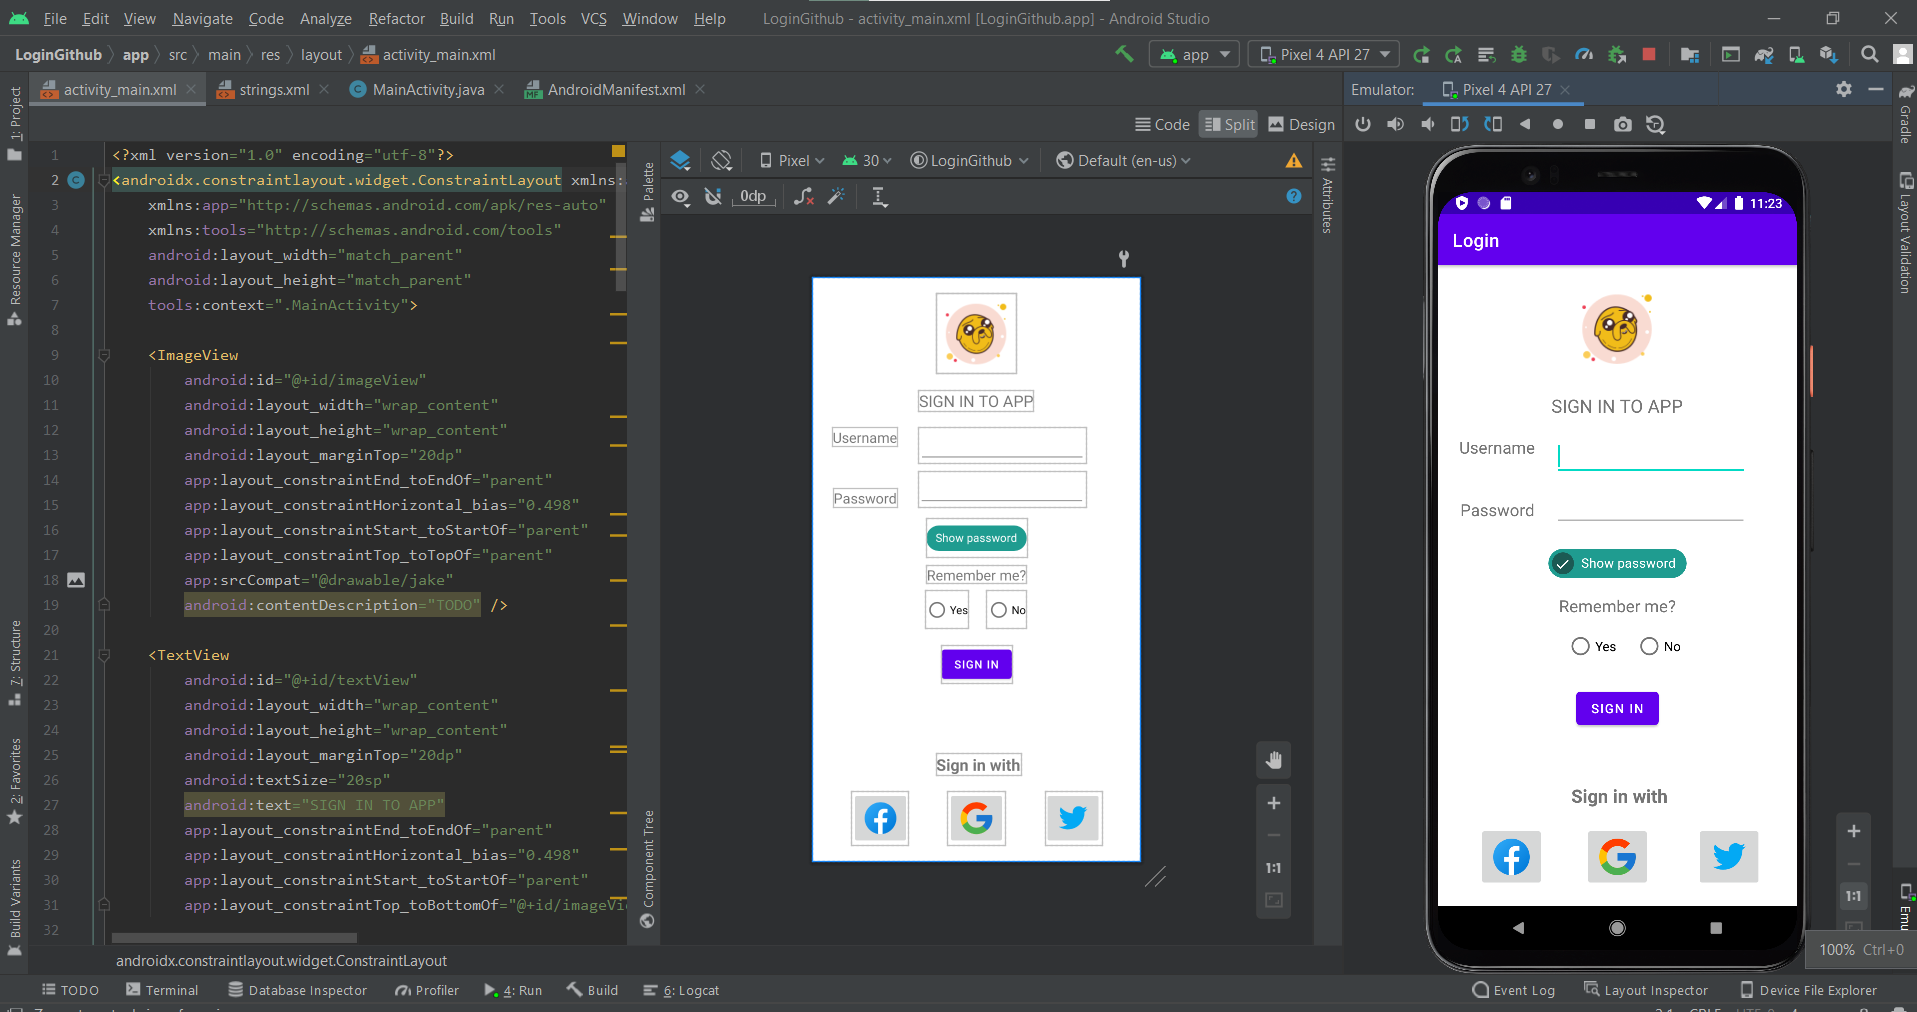 File Edit View Navigate Code Analyze Refactor Build Run Tools VCS Window Help LoginGithub - activity_main.xml [LoginGithub.app] - Android Studio
LoginGithub app src main res layout activity_main.xml app Pixel 4 API 27
activity_main.xml strings.xml MainActivity.java AndroidManifest.xml
Emulator: Pixel 4 API 27
Code Split Design
1: Project
Resource Manager
7: Structure
2: Favorites
Build Variants
1 <?xml version="1.0" encoding="utf-8"?>
2 <androidx.constraintlayout.widget.ConstraintLayout xmlns:
3 xmlns:app="http://schemas.android.com/apk/res-auto"
4 xmlns:tools="http://schemas.android.com/tools"
5 android:layout_width="match_parent"
6 android:layout_height="match_parent"
7 tools:context=".MainActivity">
8
9 <ImageView
10 android:id="@+id/imageView"
11 android:layout_width="wrap_content"
12 android:layout_height="wrap_content"
13 android:layout_marginTop="20dp"
14 app:layout_constraintEnd_toEndOf="parent"
15 app:layout_constraintHorizontal_bias="0.498"
16 app:layout_constraintStart_toStartOf="parent"
17 app:layout_constraintTop_toTopOf="parent"
18 app:srcCompat="@drawable/jake"
19 android:contentDescription="TODO" />
20
21 <TextView
22 android:id="@+id/textView"
23 android:layout_width="wrap_content"
24 android:layout_height="wrap_content"
25 android:layout_marginTop="20dp"
26 android:textSize="20sp"
27 android:text="SIGN IN TO APP"
28 app:layout_constraintEnd_toEndOf="parent"
29 app:layout_constraintHorizontal_bias="0.498"
30 app:layout_constraintStart_toStartOf="parent"
31 app:layout_constraintTop_toBottomOf="@+id/imageVi
32
androidx.constraintlayout.widget.ConstraintLayout
Palette
Component Tree
Pixel 30 LoginGithub Default (en-us)
0dp
Attributes
SIGN IN TO APP
Username
Password
Show password
Remember me?
Yes No
SIGN IN
Sign in with
1:1
11:23
Login
SIGN IN TO APP
Username
Password
Show password
Remember me?
Yes No
SIGN IN
Sign in with
1:1
100% Ctrl+0
Gradle
Layout Validation
Emu
TODO Terminal Database Inspector Profiler 4: Run Build 6: Logcat Event Log Layout Inspector Device File Explorer